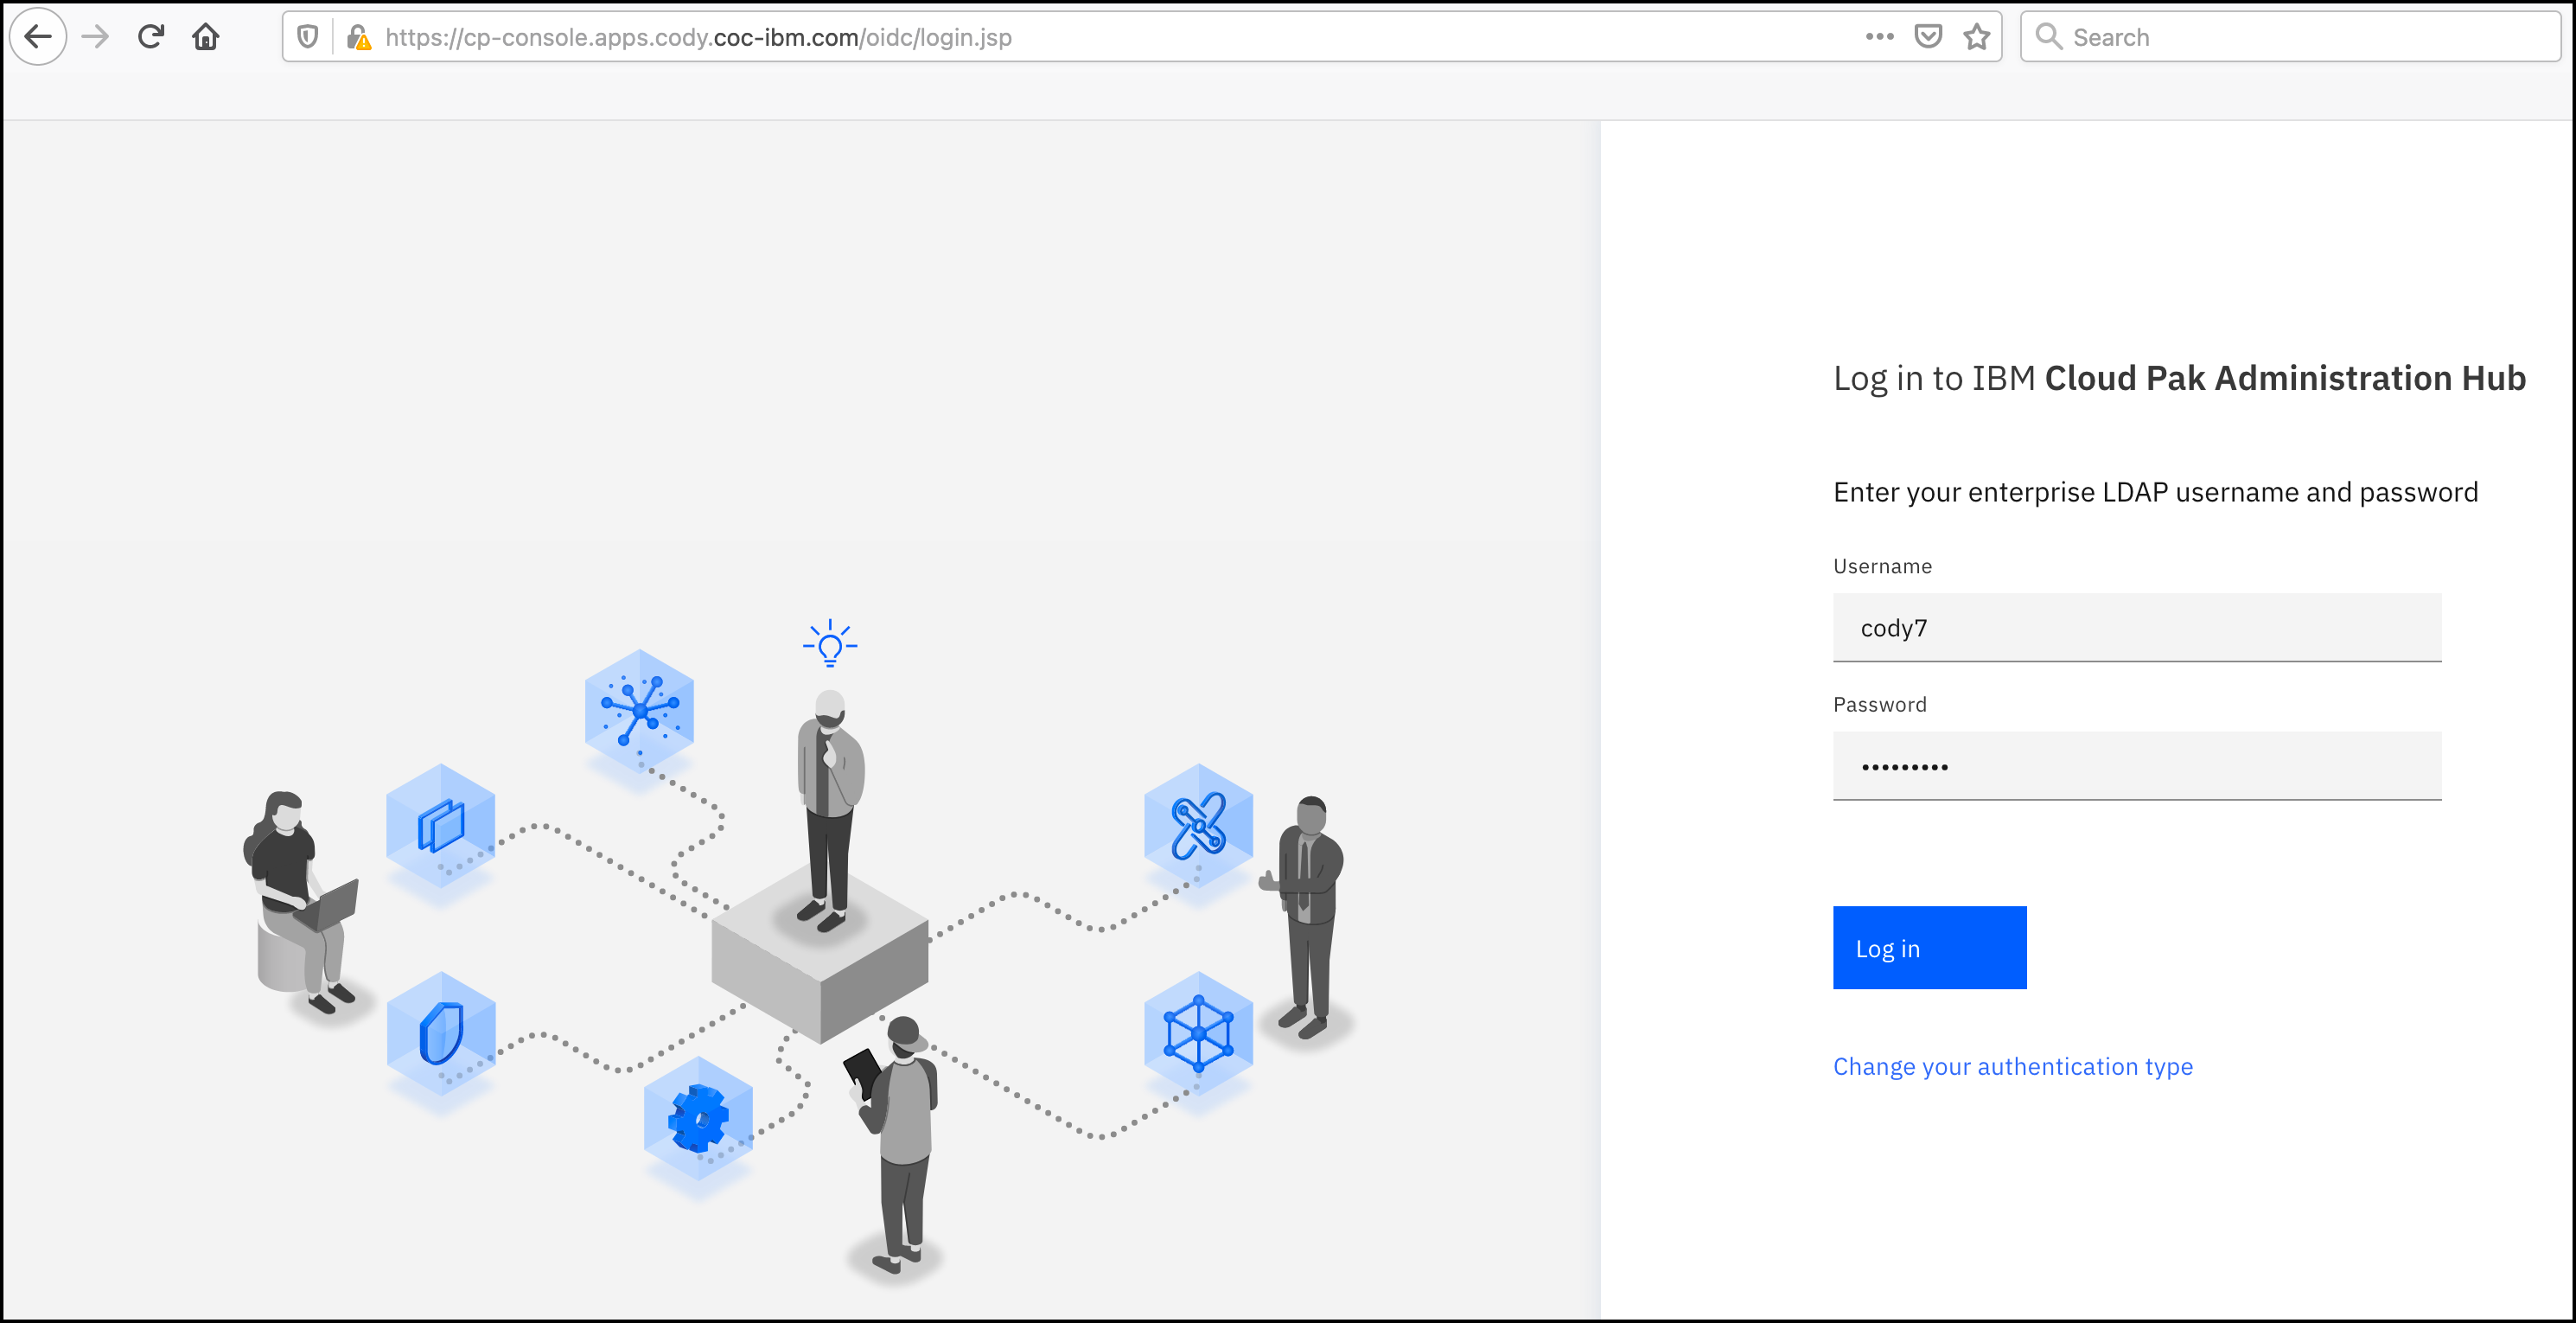 https://cp-console.apps.cody.coc-ibm.com/oidc/login.jsp
Search
Log in to IBM Cloud Pak Administration Hub
Enter your enterprise LDAP username and password
Username
cody7
Password
•••••••••
Log in
Change your authentication type